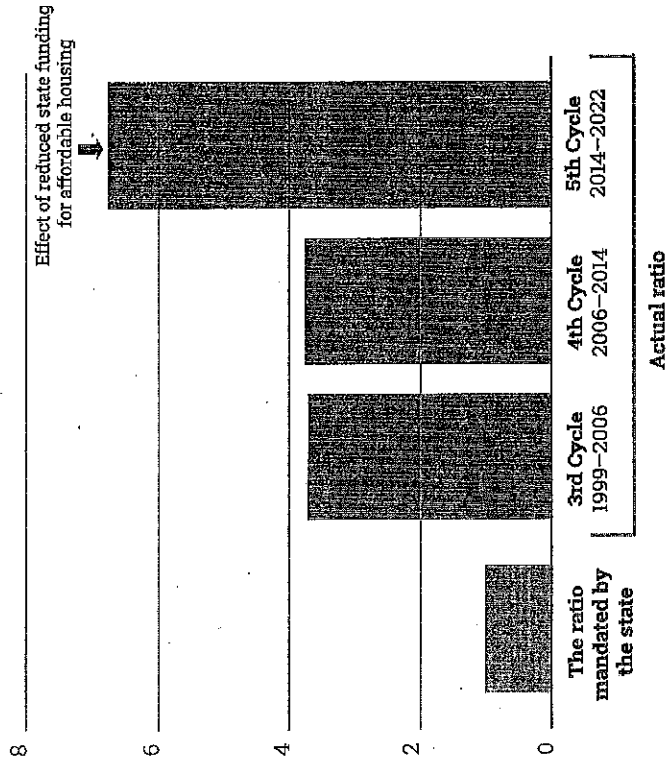 Effect of reduced state funding
for affordable housing
8
6
4
2
0
The ratio
mandated by
the state
3rd Cycle
1999–2006
4th Cycle
2006–2014
5th Cycle
2014–2022
Actual ratio